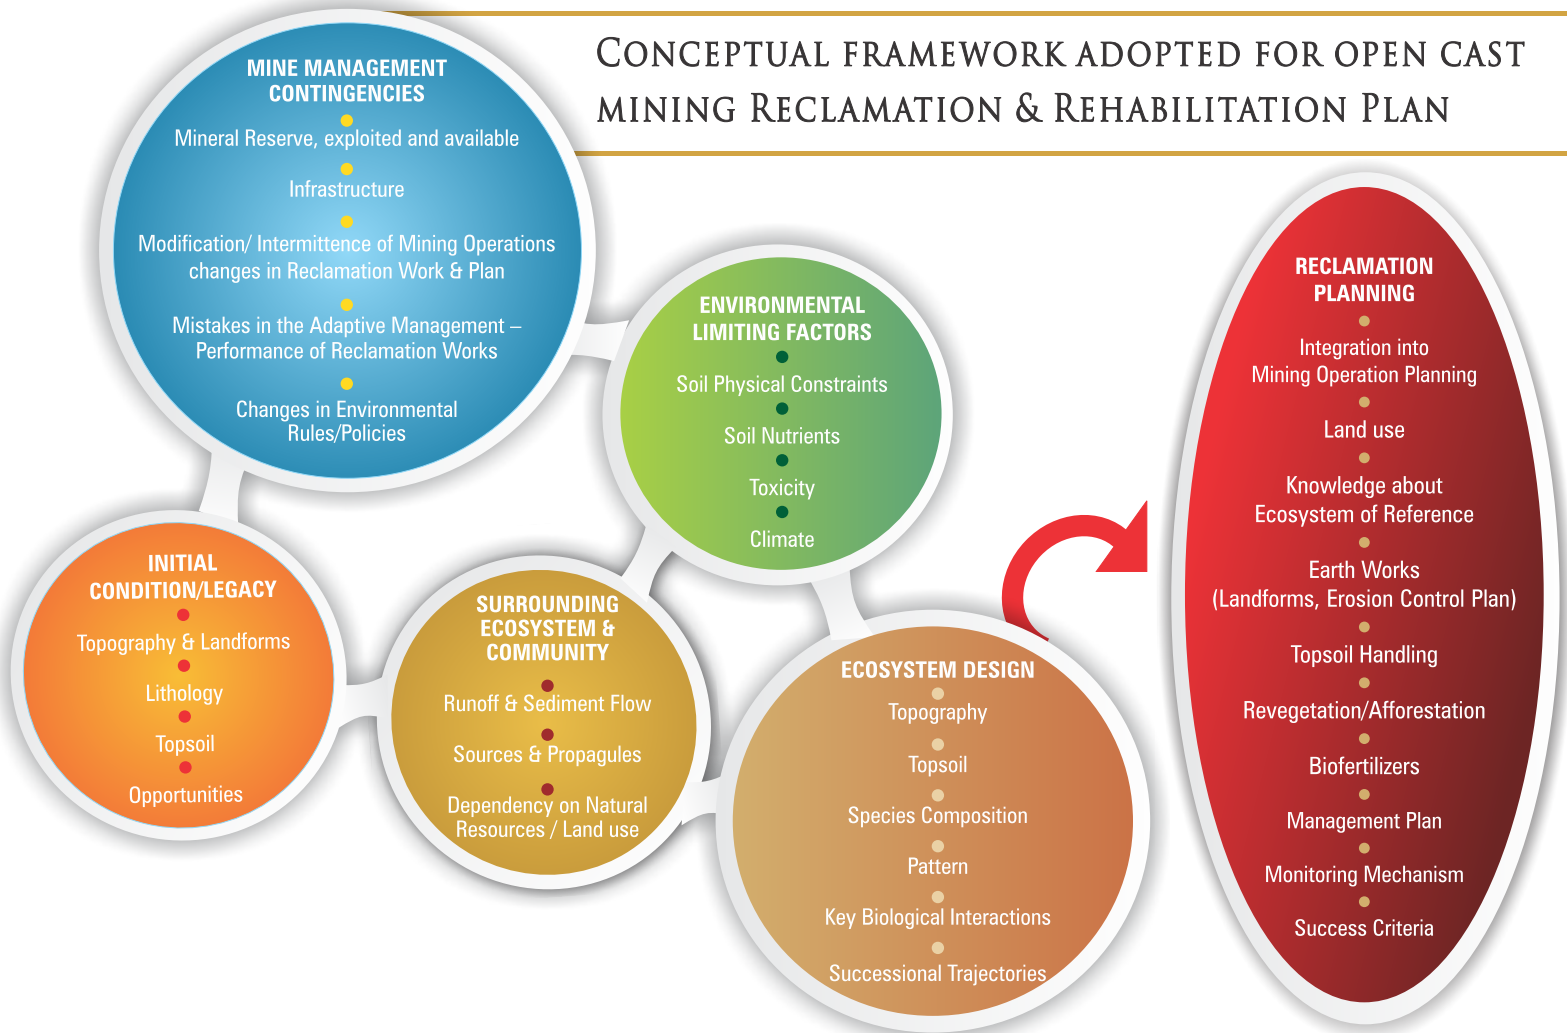 CONCEPTUAL FRAMEWORK ADOPTED FOR OPEN CAST
MINING RECLAMATION & REHABILITATION PLAN
MINE MANAGEMENT
CONTINGENCIES
Mineral Reserve, exploited and available
Infrastructure
Modification/ Intermittence of Mining Operations
changes in Reclamation Work & Plan
Mistakes in the Adaptive Management –
Performance of Reclamation Works
Changes in Environmental
Rules/Policies
ENVIRONMENTAL
LIMITING FACTORS
Soil Physical Constraints
Soil Nutrients
Toxicity
Climate
INITIAL
CONDITION/LEGACY
Topography & Landforms
Lithology
Topsoil
Opportunities
SURROUNDING
ECOSYSTEM &
COMMUNITY
Runoff & Sediment Flow
Sources & Propagules
Dependency on Natural
Resources / Land use
ECOSYSTEM DESIGN
Topography
Topsoil
Species Composition
Pattern
Key Biological Interactions
Successional Trajectories
RECLAMATION
PLANNING
Integration into
Mining Operation Planning
Land use
Knowledge about
Ecosystem of Reference
Earth Works
(Landforms, Erosion Control Plan)
Topsoil Handling
Revegetation/Afforestation
Biofertilizers
Management Plan
Monitoring Mechanism
Success Criteria